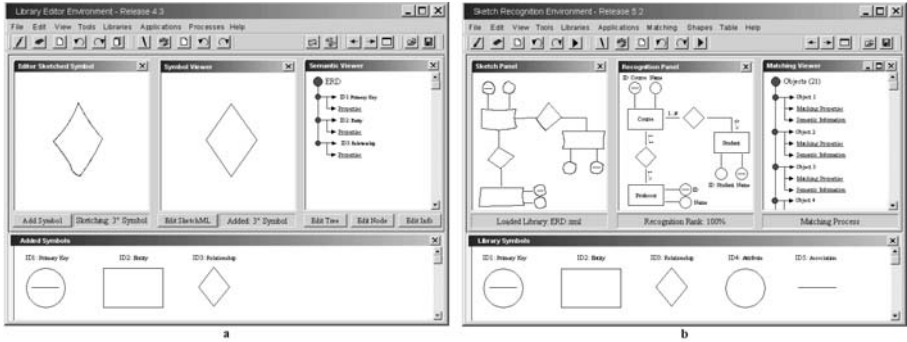 Library Editor Environment - Release 4.3
File Edit View Tools Libraries Applications Processes Help
Editor Sketched Symbol
Symbol Viewer
Semantic Viewer
ERD
ID1: Primary Key
Properties
ID2: Entity
Properties
ID3: Relationship
Properties
Add Symbol
Sketching: 3° Symbol
Edit SketchML
Added: 3° Symbol
Edit Tree
Edit Node
Edit Info
Added Symbols
ID1: Primary Key
ID2: Entity
ID3: Relationship
a
Sketch Recognition Environment - Release 5.2
File Edit View Tools Libraries Applications Matching Shapes Table Help
Sketch Panel
Recognition Panel
Matching Viewer
ID Course Name
Course
Student
ID Student Name
Professor
ID
Name
Objects (21)
Object 1
Matching Properties
Semantic Information
Object 2
Matching Properties
Semantic Information
Object 3
Matching Properties
Semantic Information
Object 4
Loaded Library: ERD.xml
Recognition Rank: 100%
Matching Process
Library Symbols
ID1: Primary Key
ID2: Entity
ID3: Relationship
ID4: Attribute
ID5: Association
b